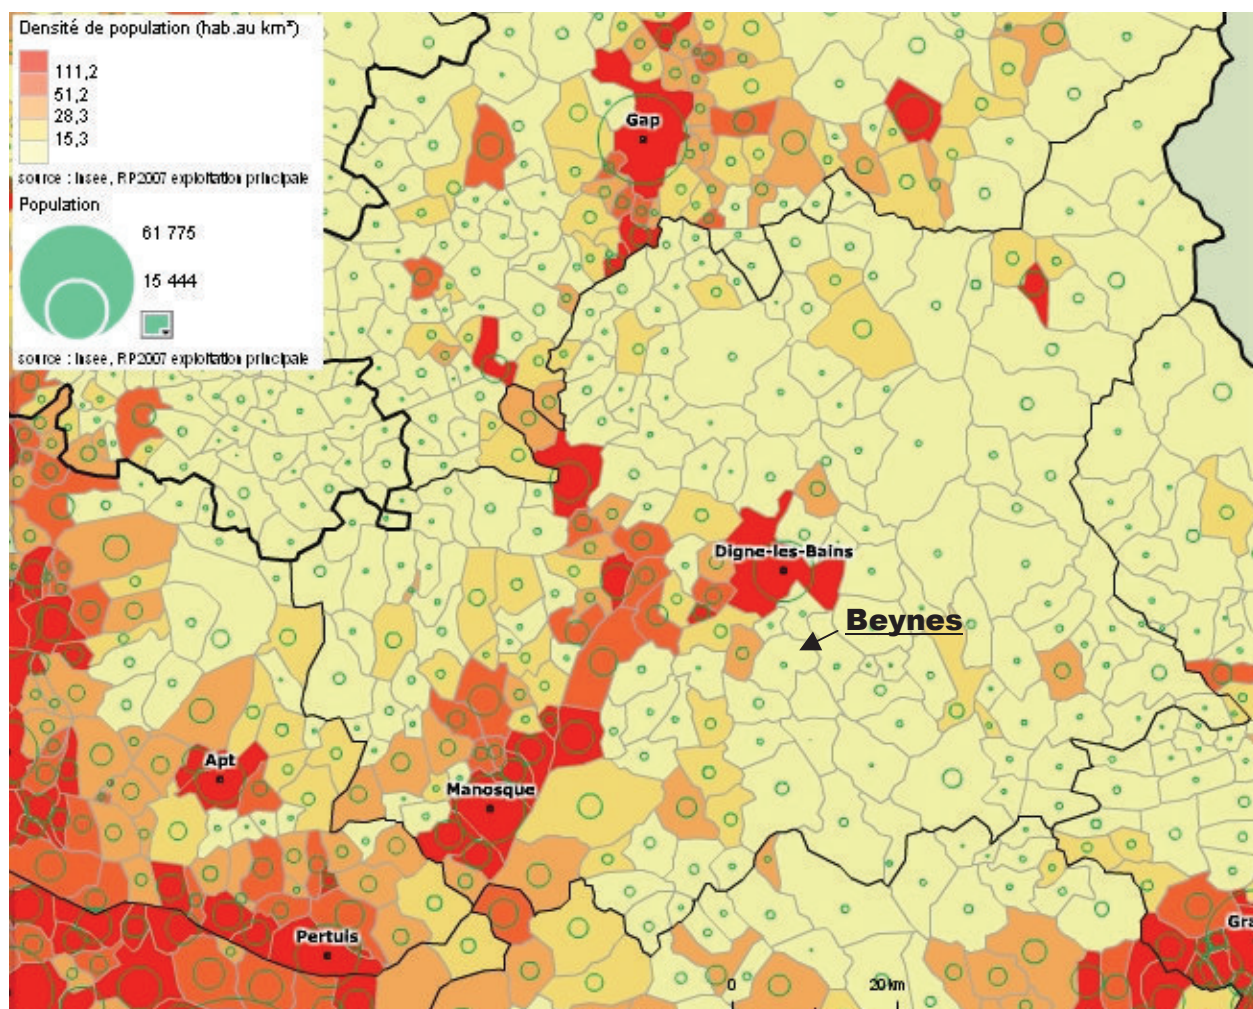 Densité de population (hab.au km²)
111,2
51,2
28,3
15,3
source : Insee, RP2007 exploitation principale
Population
61 775
15 444
source : Insee, RP2007 exploitation principale
Gap
Digne-les-Bains
Beynes
Apt
Manosque
Gra
Pertuis
0
20 km